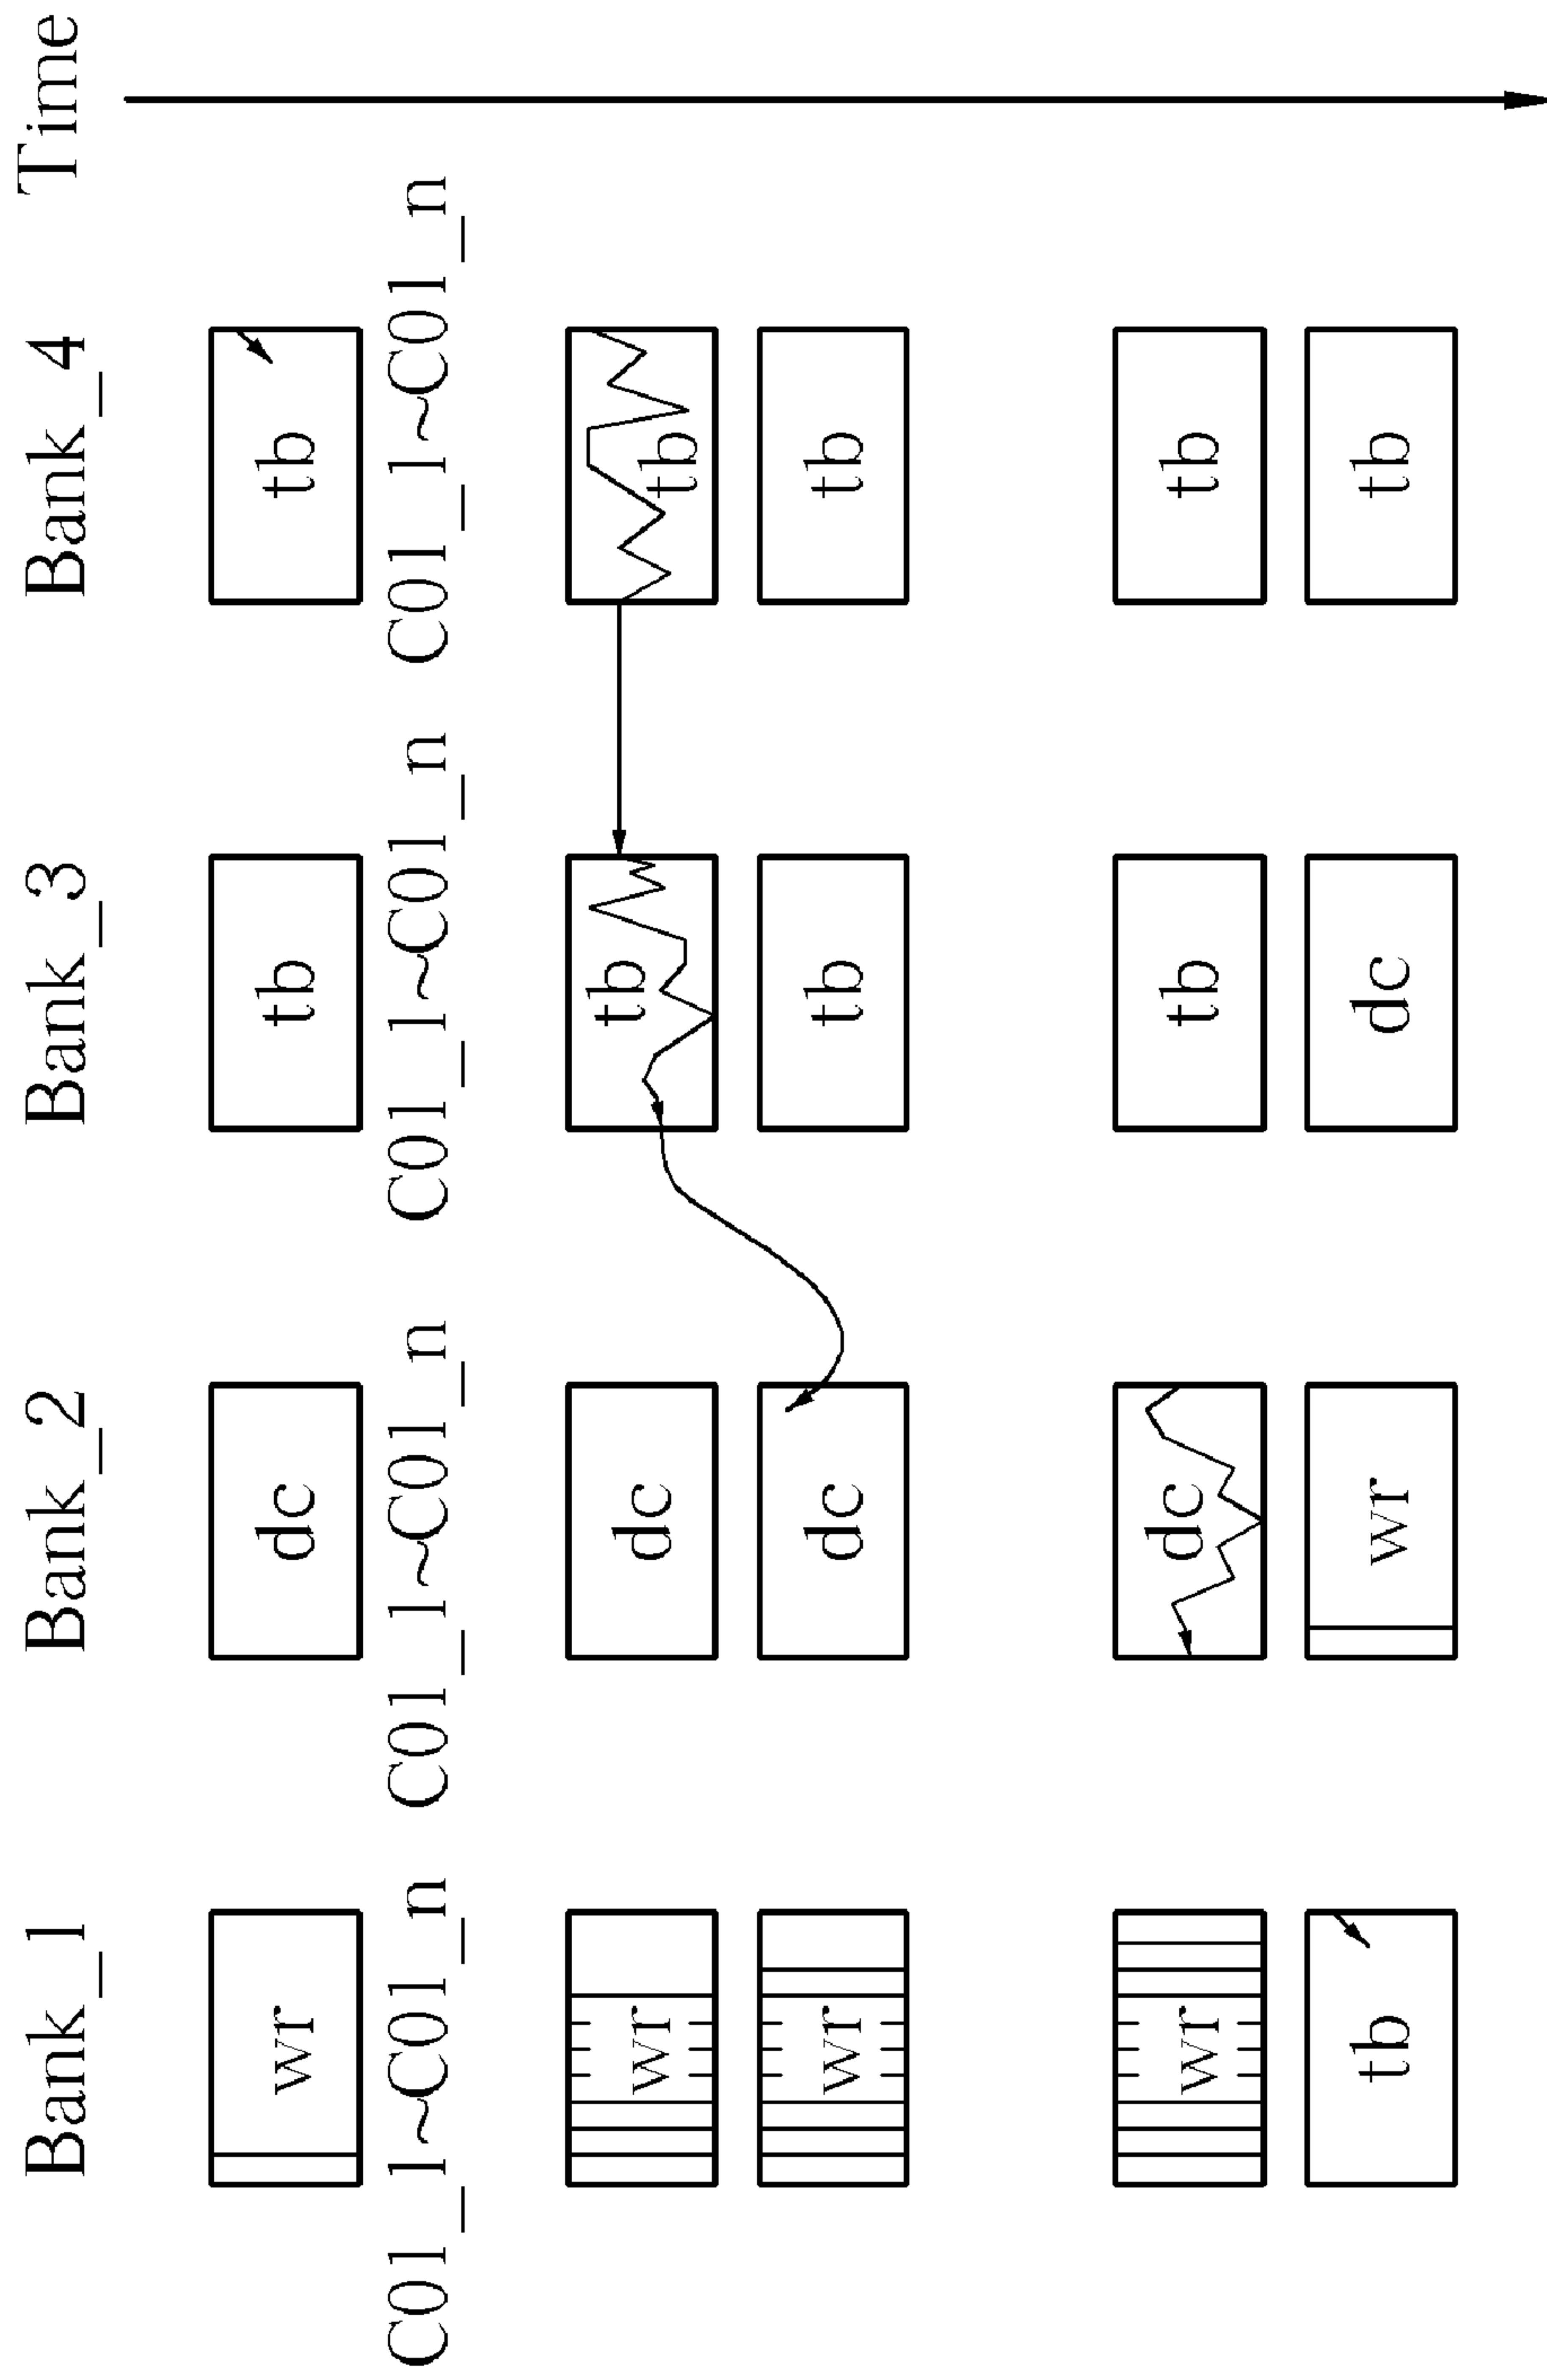 Bank_1 Bank_2 Bank_3 Bank_4 Time
wr dc tb tb
C01_1~C01_n C01_1~C01_n C01_1~C01_n C01_1~C01_n
wr dc tb tb
wr dc tb tb
wr dc tb tb
tb wr dc tb